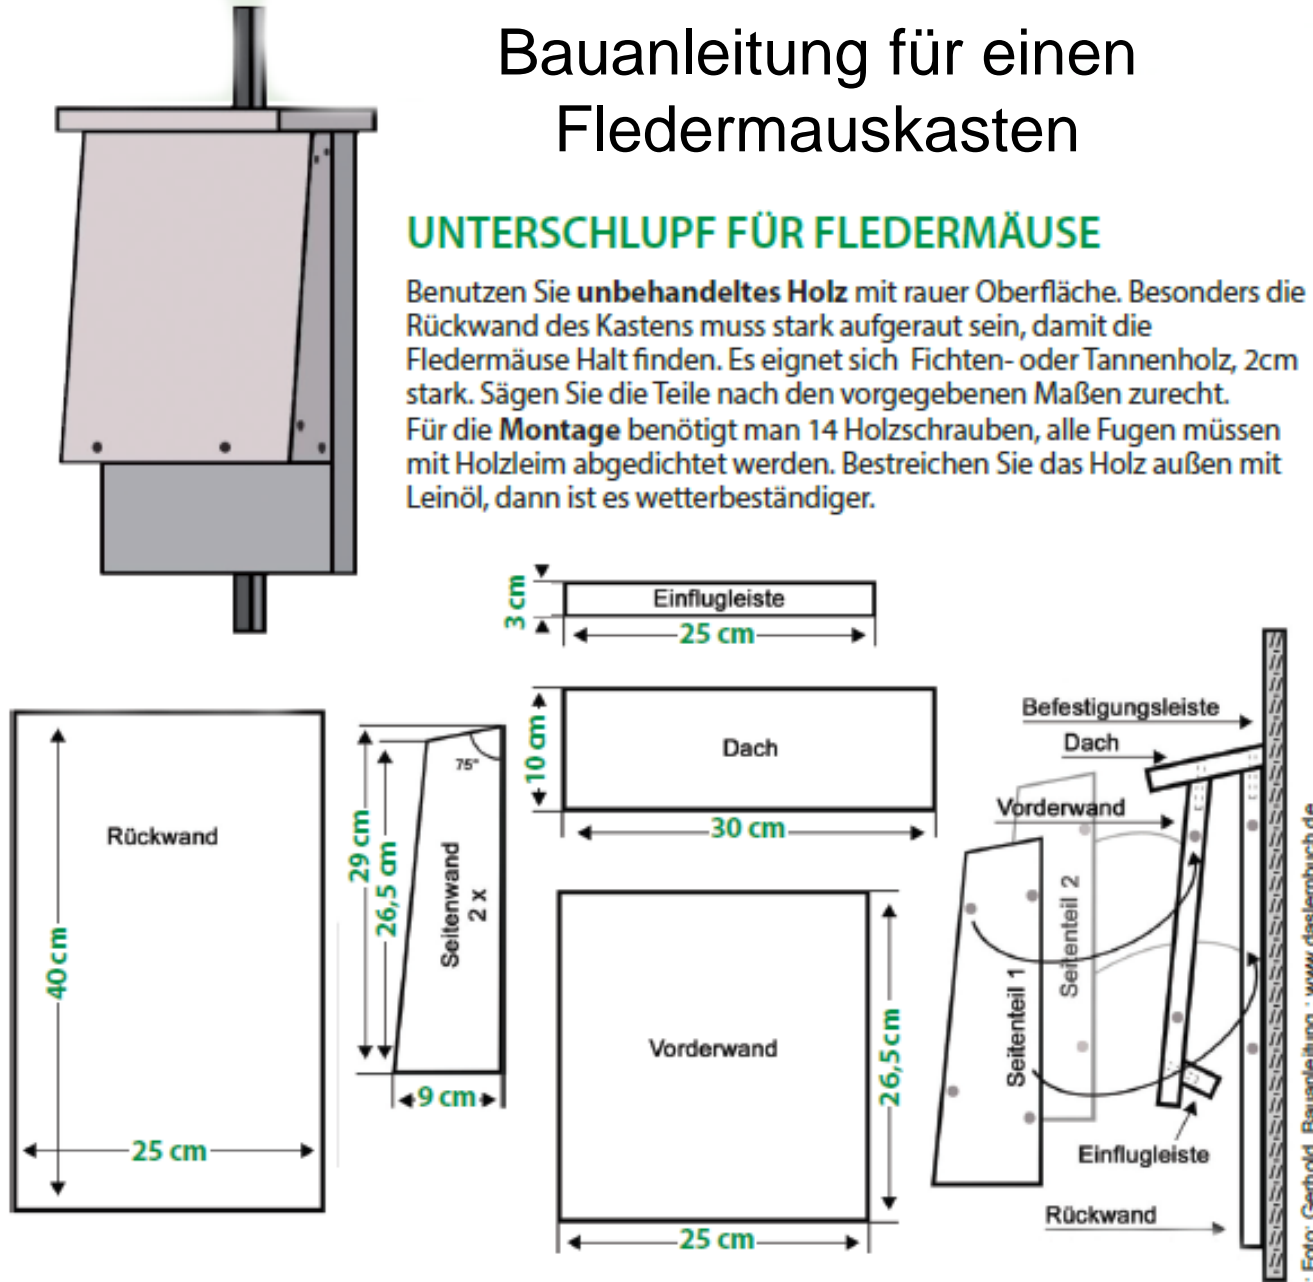 Bauanleitung für einen
Fledermauskasten
UNTERSCHLUPF FÜR FLEDERMÄUSE
Benutzen Sie unbehandeltes Holz mit rauer Oberfläche. Besonders die
Rückwand des Kastens muss stark aufgeraut sein, damit die
Fledermäuse Halt finden. Es eignet sich Fichten- oder Tannenholz, 2cm
stark. Sägen Sie die Teile nach den vorgegebenen Maßen zurecht.
Für die Montage benötigt man 14 Holzschrauben, alle Fugen müssen
mit Holzleim abgedichtet werden. Bestreichen Sie das Holz außen mit
Leinöl, dann ist es wetterbeständiger.
3 cm
Einflugleiste
25 cm
Rückwand
40cm
25 cm
75°
29 cm
26,5 cm
Seitenwand
2 x
9 cm
10 cm
Dach
30 cm
Vorderwand
26,5cm
25 cm
Befestigungsleiste
Dach
Vorderwand
Seitenteil 2
Seitenteil 1
Einflugleiste
Rückwand
Foto: Gerhold, Bauanleitung : www.daslernbuch.de